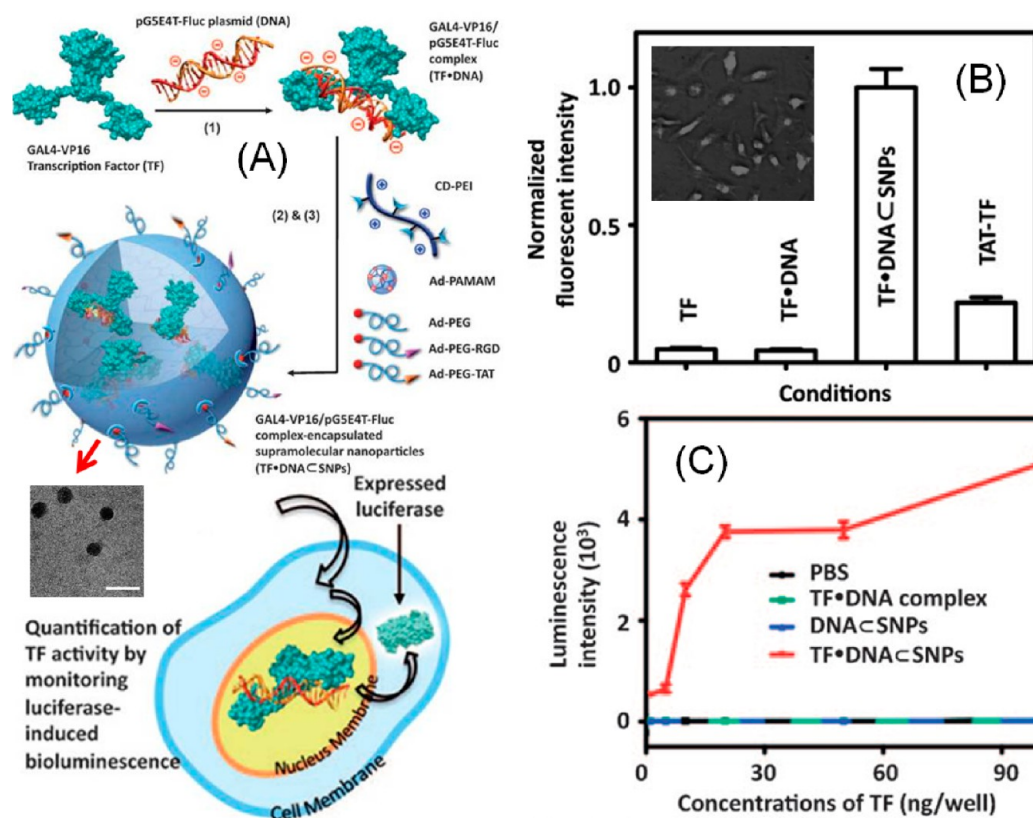 pG5E4T-Fluc plasmid (DNA)
GAL4-VP16/
pG5E4T-Fluc
complex
(TF•DNA)
(1)
(A)
GAL4-VP16
Transcription Factor (TF)
(2) & (3)
CD-PEI
Ad-PAMAM
Ad-PEG
Ad-PEG-RGD
Ad-PEG-TAT
GAL4-VP16/pG5E4T-Fluc
complex-encapsulated
supramolecular nanoparticles
(TF•DNA⊂SNPs)
Expressed
luciferase
Quantification of
TF activity by
monitoring
luciferase-
induced
bioluminescence
Nucleus Membrane
Cell Membrane
(B)
Normalized
fluorescent intensity
1.0
0.5
0
TF
TF•DNA
TF•DNA⊂SNPs
TAT-TF
Conditions
(C)
Luminescence
intensity (10³)
6
4
2
0
PBS
TF•DNA complex
DNA⊂SNPs
TF•DNA⊂SNPs
0 30 60 90
Concentrations of TF (ng/well)